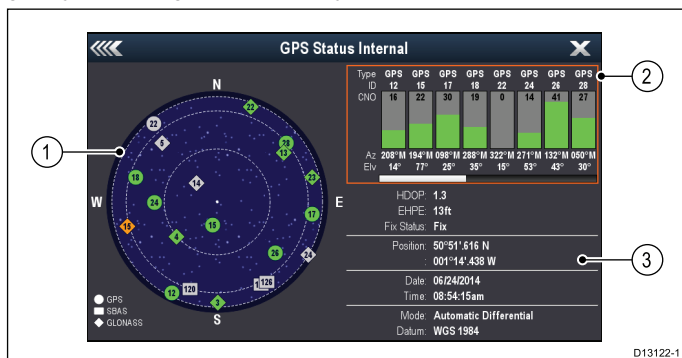 GPS Status Internal
1
2
3
N
W
E
S
22
22
5
28
13
18
14
23
24
17
15
15
4
26
24
12
120
126
3
GPS
SBAS
GLONASS
Type GPS GPS GPS GPS GPS GPS GPS GPS
ID 12 15 17 18 22 24 26 28
CNO 16 22 30 19 0 14 41 27
Az 208°M 194°M 098°M 288°M 322°M 271°M 132°M 050°M
Elv 14° 77° 25° 35° 15° 53° 43° 30°
HDOP: 1.3
EHPE: 13ft
Fix Status: Fix
Position: 50°51'.616 N
: 001°14'.438 W
Date: 06/24/2014
Time: 08:54:15am
Mode: Automatic Differential
Datum: WGS 1984
D13122-1